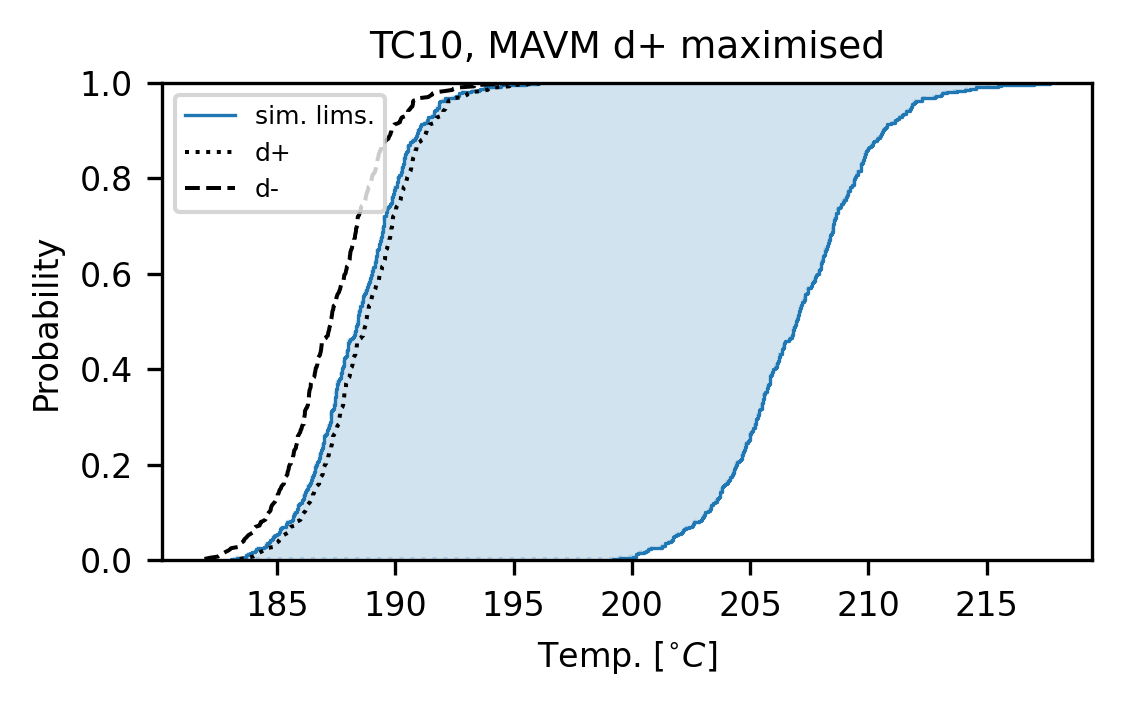 TC10, MAVM d+ maximised
sim. lims.
d+
d-
Probability
1.0
0.8
0.6
0.4
0.2
0.0
185 190 195 200 205 210 215
Temp. [°C]